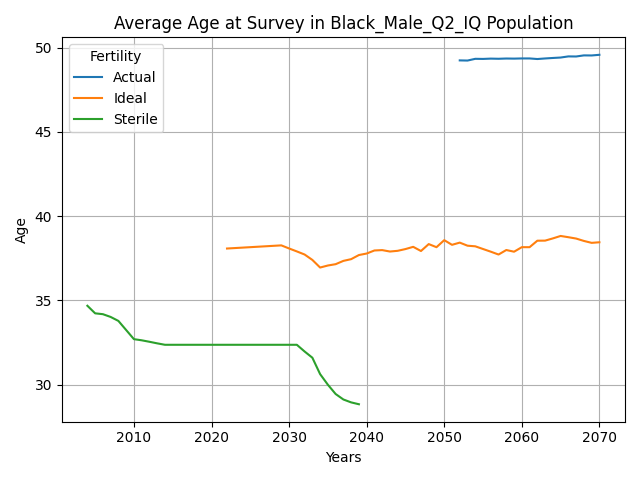 Average Age at Survey in Black_Male_Q2_IQ Population
Fertility
Actual
Ideal
Sterile
Age
50
45
40
35
30
2010 2020 2030 2040 2050 2060 2070
Years